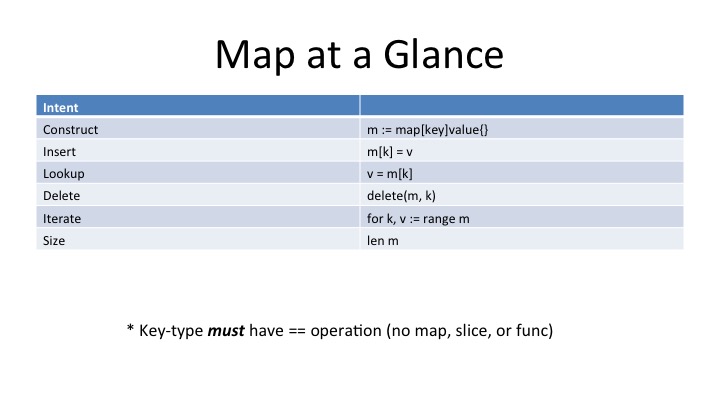 Map at a Glance
Intent
Construct m := map[key]value{}
Insert m[k] = v
Lookup v = m[k]
Delete delete(m, k)
Iterate for k, v := range m
Size len m
* Key-type must have == operation (no map, slice, or func)